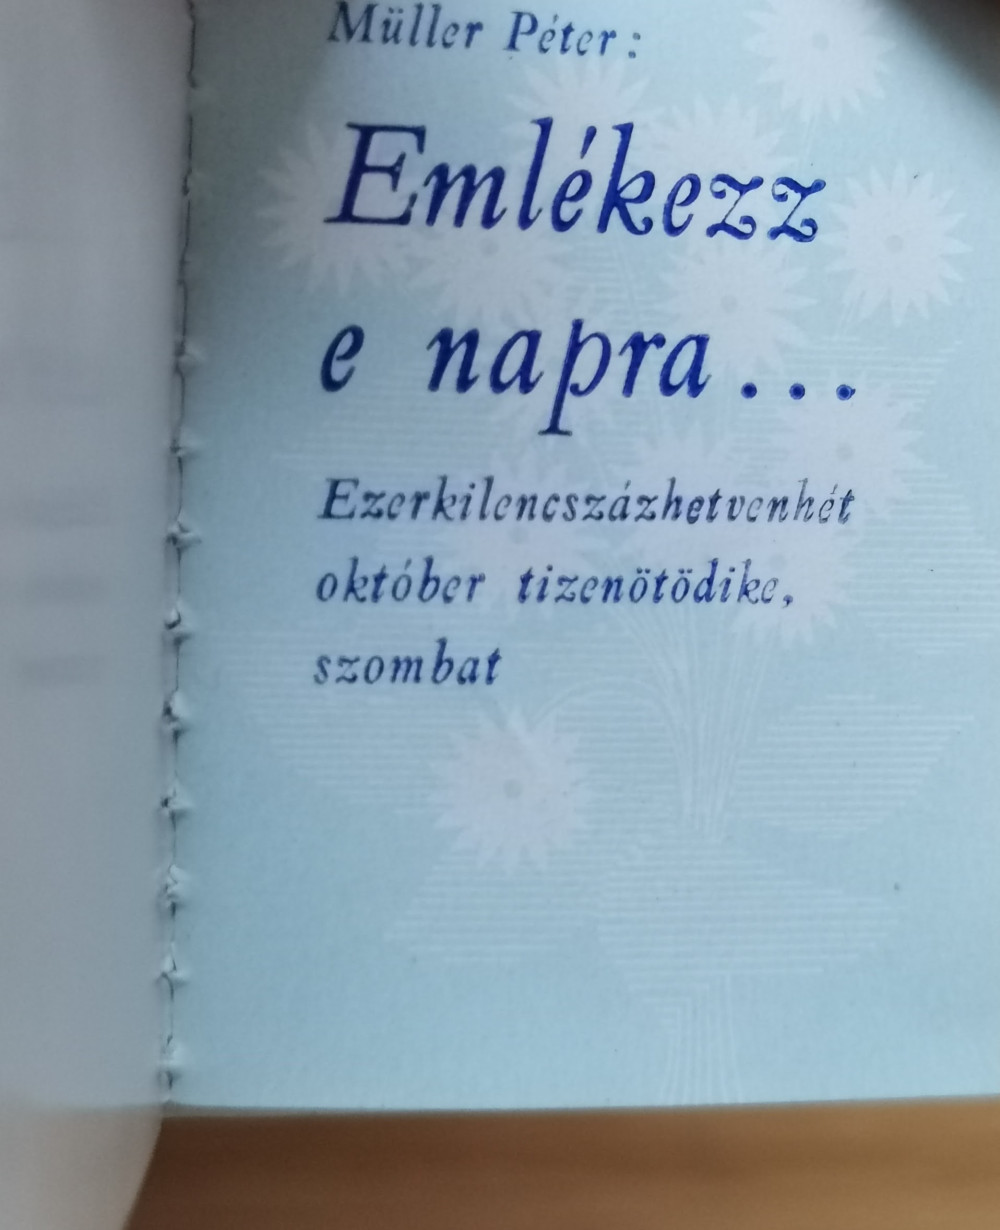 Müller Péter:
Emlékezz
e napra...
Ezerkilencszázhetvenhét
október tizenötödike,
szombat